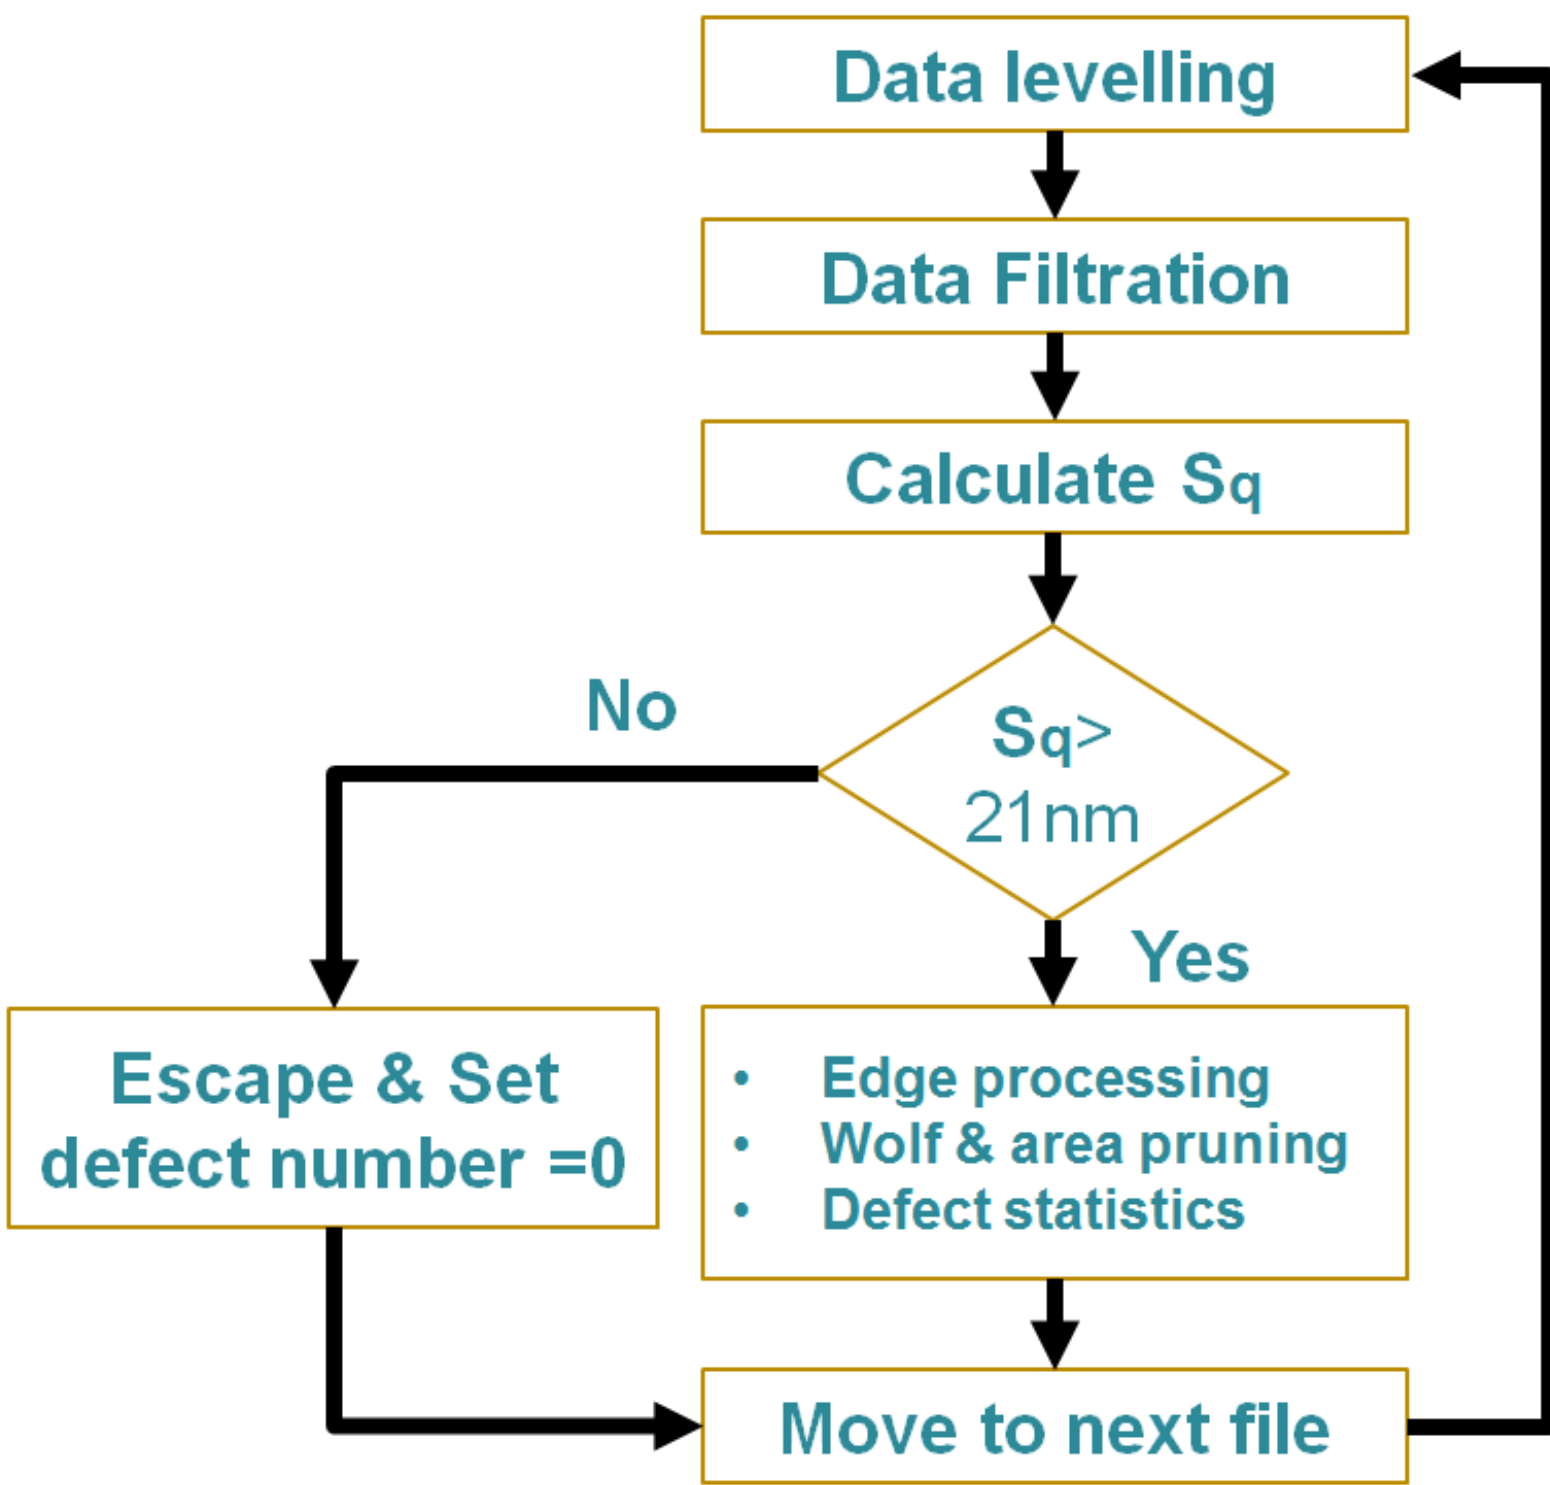 Data levelling
Data Filtration
Calculate Sq
No
Sq>
21nm
Yes
Escape & Set
defect number =0
• Edge processing
• Wolf & area pruning
• Defect statistics
Move to next file